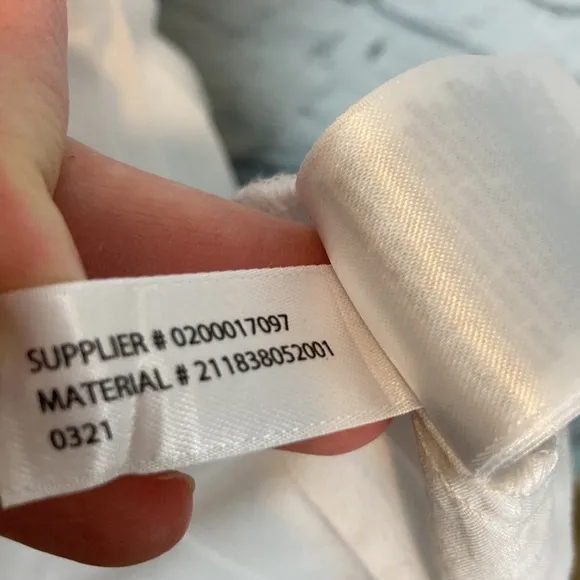 SUPPLIER # 0200017097
MATERIAL # 211838052001
0321